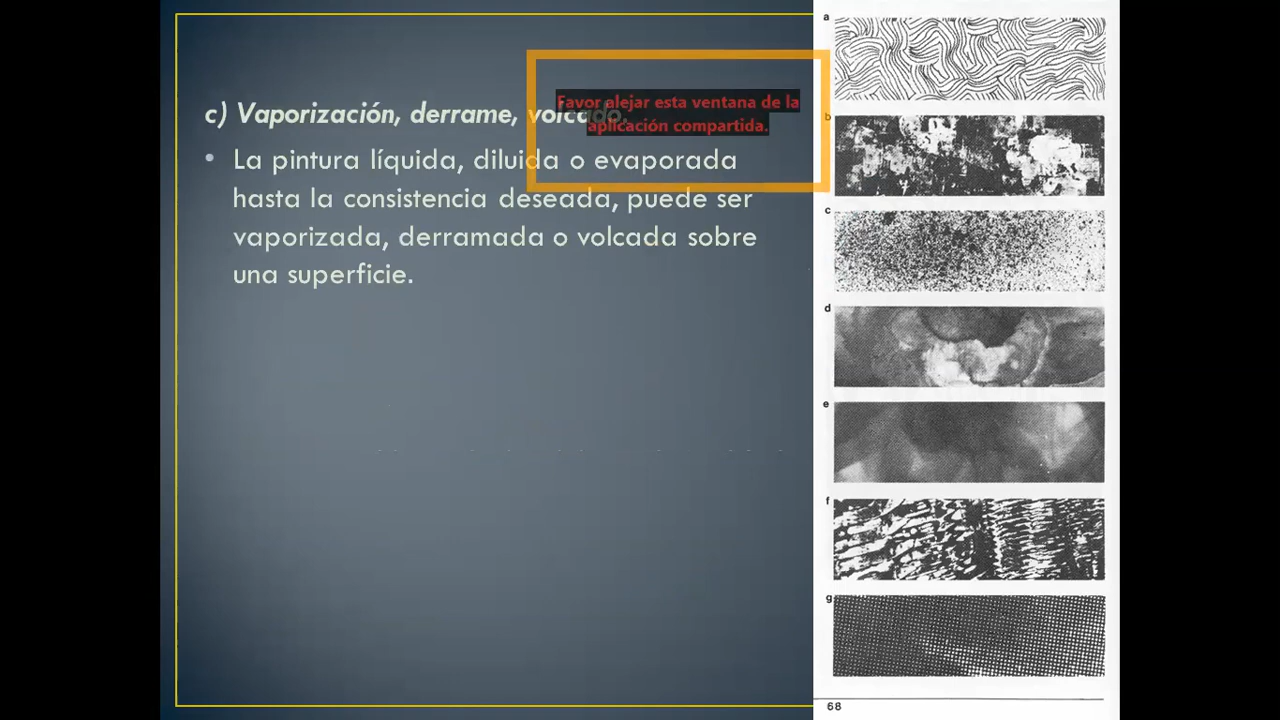 c) Vaporización, derrame, volcado.
Favor alejar esta ventana de la
aplicación compartida.
• La pintura líquida, diluida o evaporada
hasta la consistencia deseada, puede ser
vaporizada, derramada o volcada sobre
una superficie.
a
b
c
d
e
f
g
68